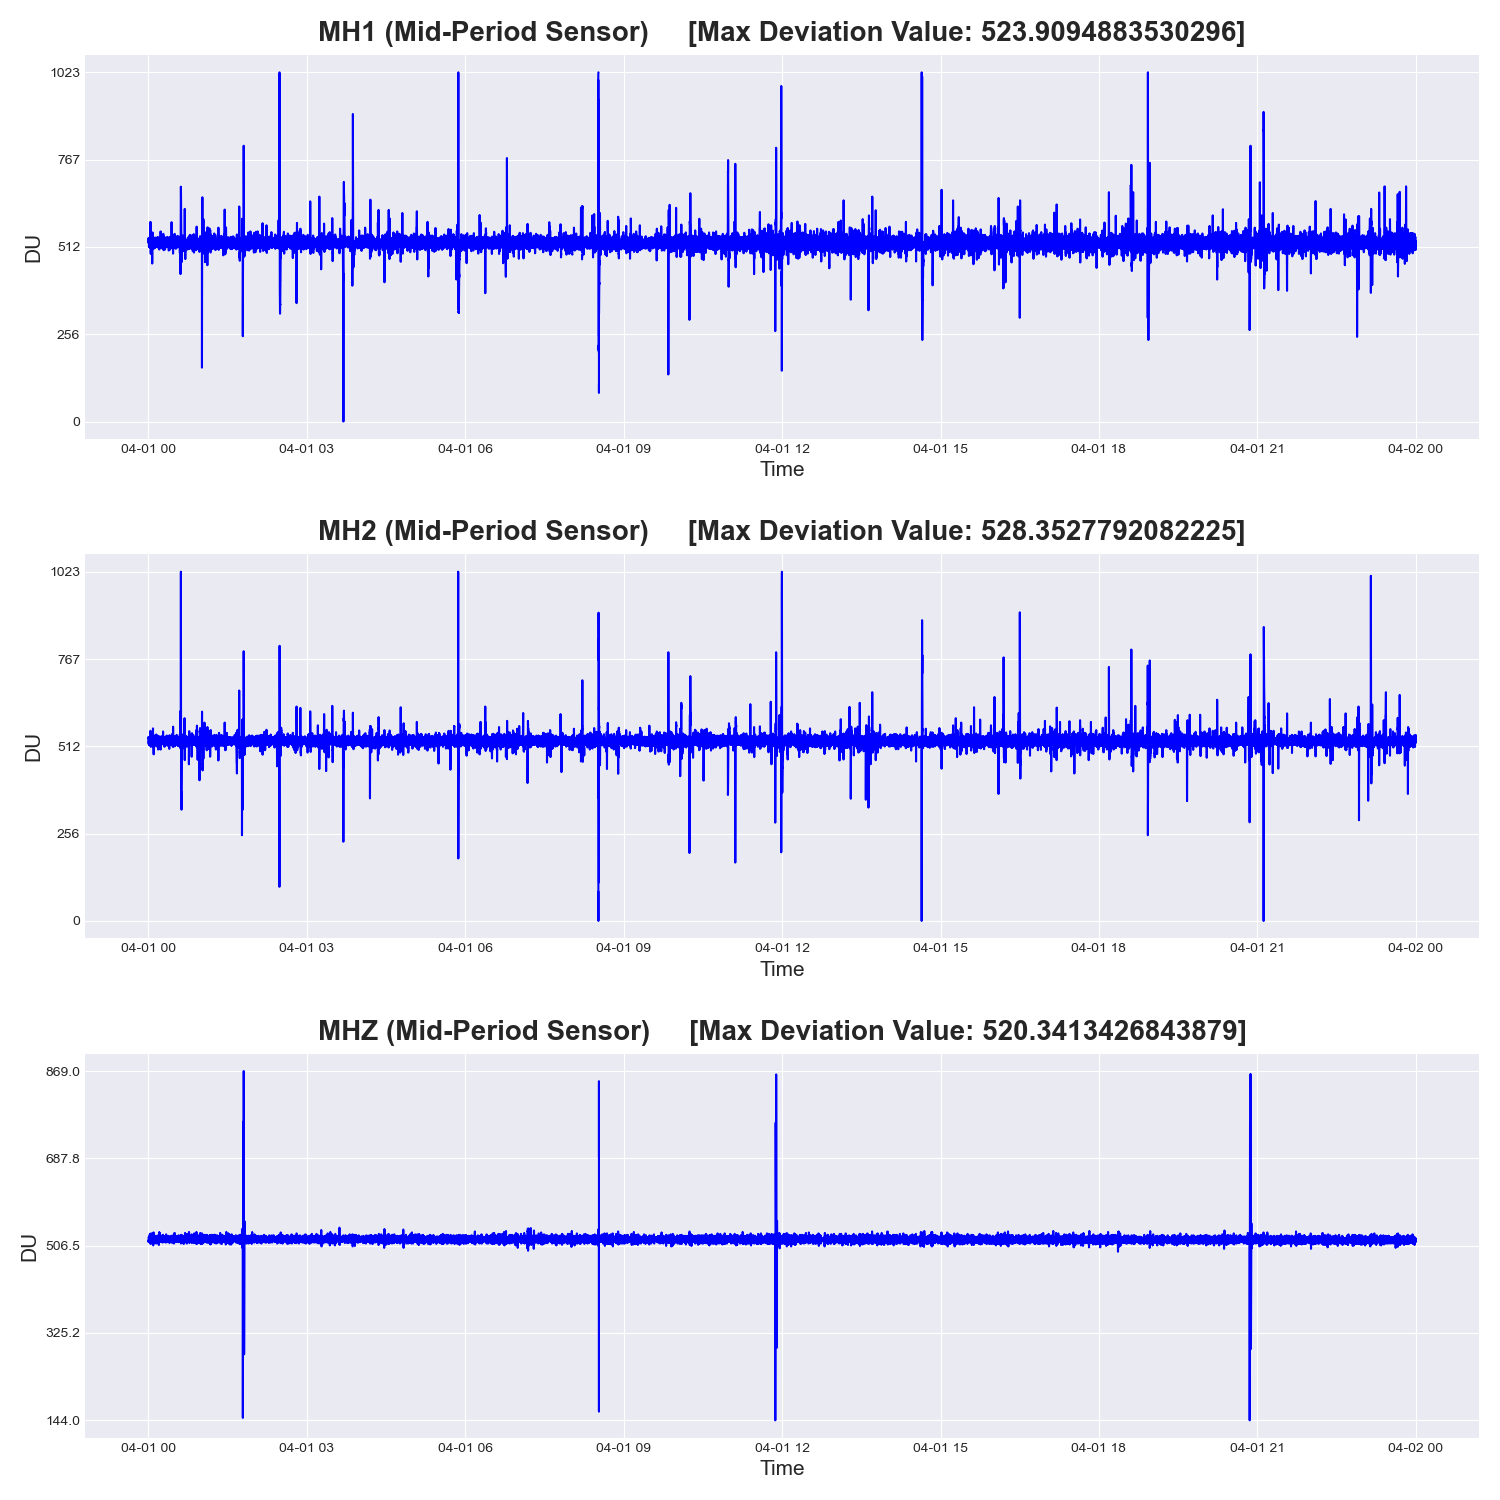 MH1 (Mid-Period Sensor) [Max Deviation Value: 523.9094883530296]
1023
767
512
256
0
DU
04-01 00 04-01 03 04-01 06 04-01 09 04-01 12 04-01 15 04-01 18 04-01 21 04-02 00
Time
MH2 (Mid-Period Sensor) [Max Deviation Value: 528.3527792082225]
1023
767
512
256
0
DU
04-01 00 04-01 03 04-01 06 04-01 09 04-01 12 04-01 15 04-01 18 04-01 21 04-02 00
Time
MHZ (Mid-Period Sensor) [Max Deviation Value: 520.3413426843879]
869.0
687.8
506.5
325.2
144.0
DU
04-01 00 04-01 03 04-01 06 04-01 09 04-01 12 04-01 15 04-01 18 04-01 21 04-02 00
Time